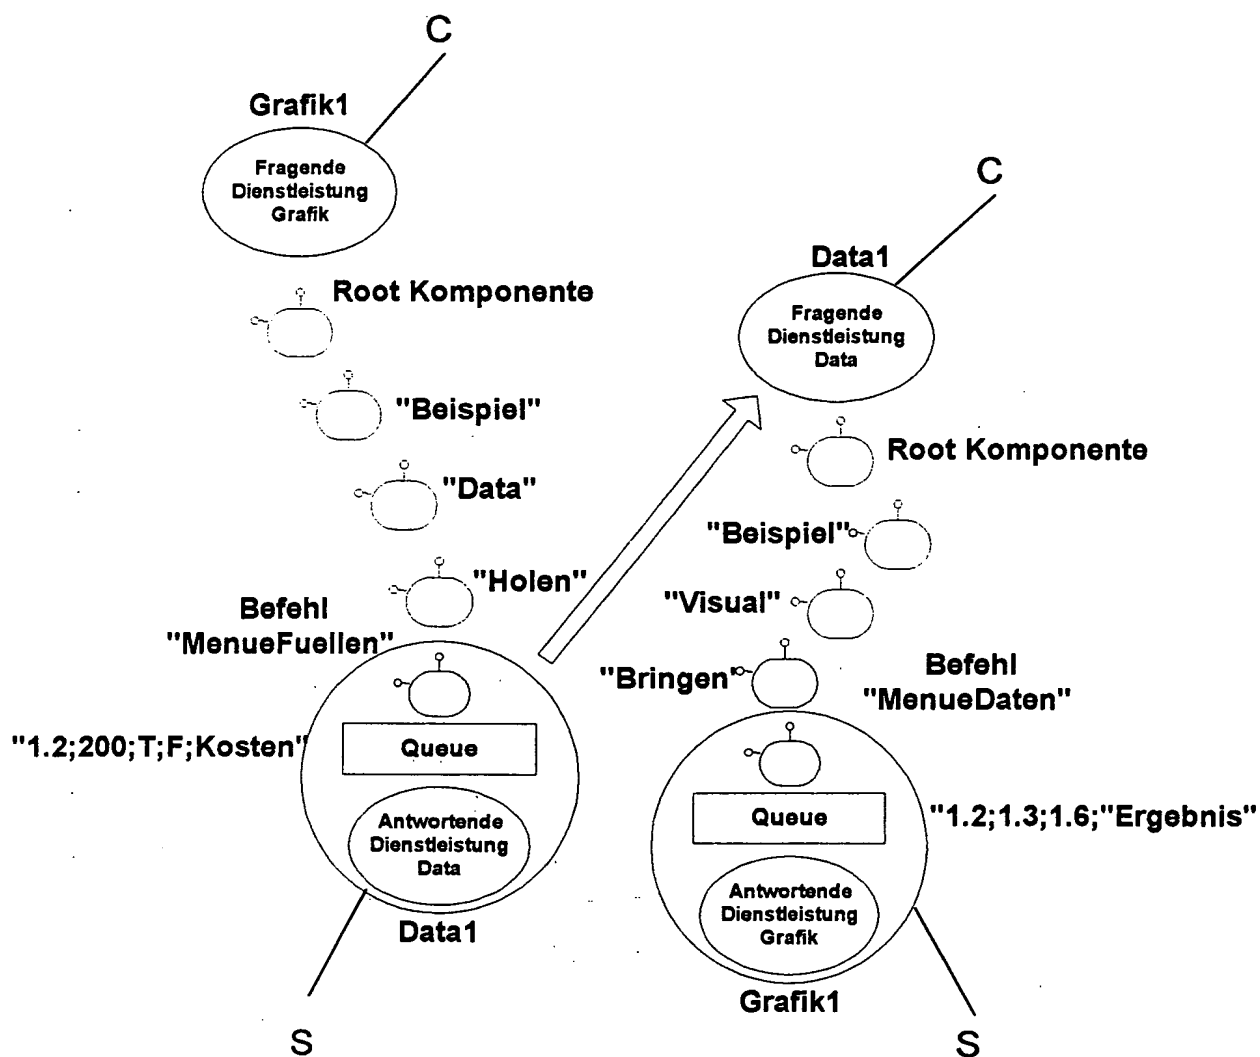 C
Grafik1
Fragende
Dienstleistung
Grafik
Root Komponente
"Beispiel"
"Data"
"Holen"
Befehl
"MenueFuellen"
"1.2;200;T;F;Kosten"
Queue
Antwortende
Dienstleistung
Data
Data1
S
C
Data1
Fragende
Dienstleistung
Data
Root Komponente
"Beispiel"
"Visual"
"Bringen"
Befehl
"MenueDaten"
Queue
"1.2;1.3;1.6;"Ergebnis"
Antwortende
Dienstleistung
Grafik
Grafik1
S